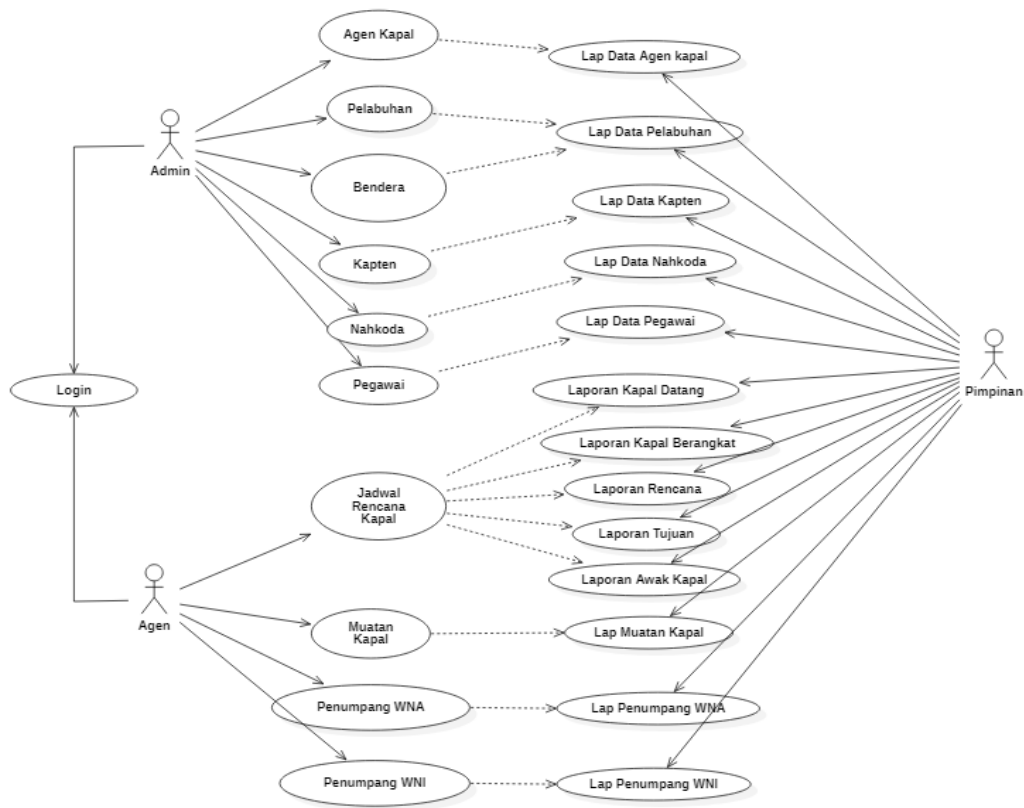 Agen Kapal
Lap Data Agen kapal
Pelabuhan
Lap Data Pelabuhan
Admin
Bendera
Lap Data Kapten
Kapten
Lap Data Nahkoda
Nahkoda
Lap Data Pegawai
Pegawai
Login
Laporan Kapal Datang
Pimpinan
Laporan Kapal Berangkat
Jadwal
Rencana
Kapal
Laporan Rencana
Laporan Tujuan
Laporan Awak Kapal
Agen
Muatan
Kapal
Lap Muatan Kapal
Penumpang WNA
Lap Penumpang WNA
Penumpang WNI
Lap Penumpang WNI